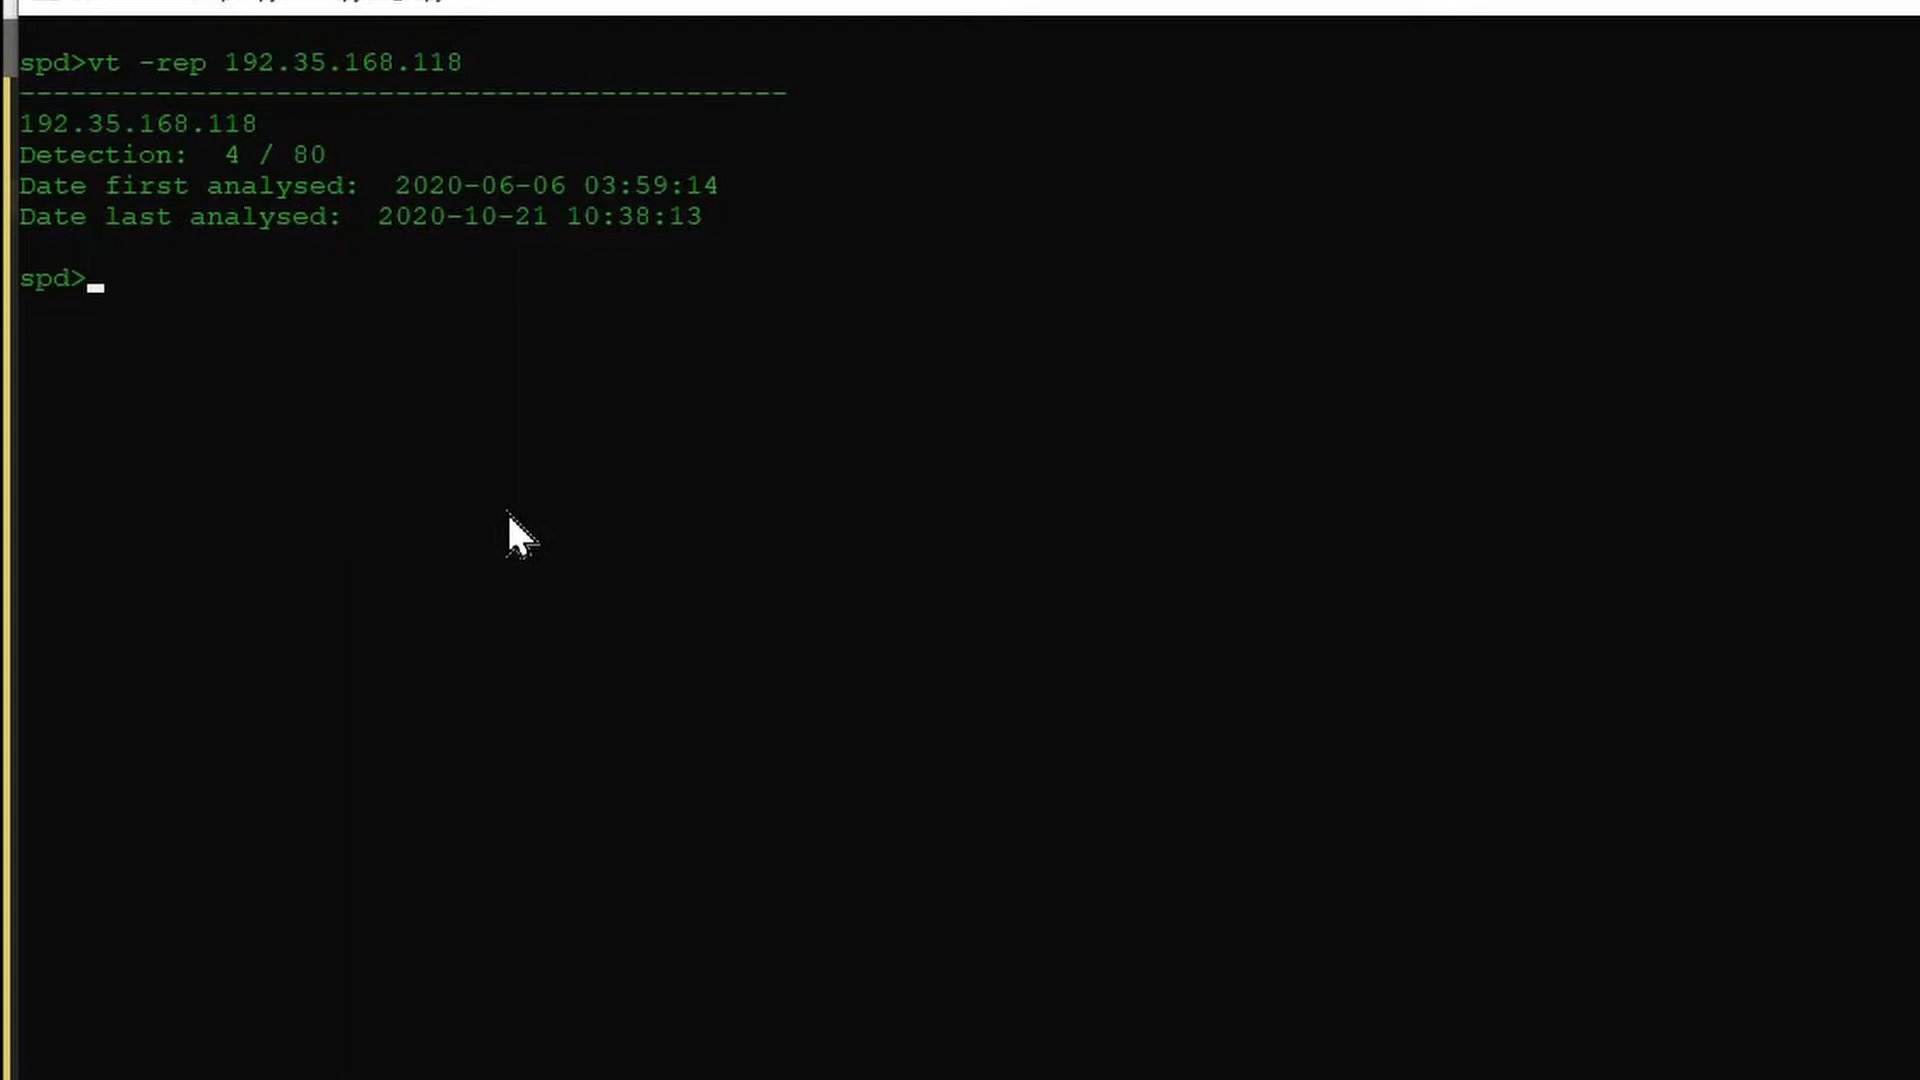 spd>vt -rep 192.35.168.118
---------------------------------------------
192.35.168.118
Detection:  4 / 80
Date first analysed:  2020-06-06 03:59:14
Date last analysed:  2020-10-21 10:38:13
spd>